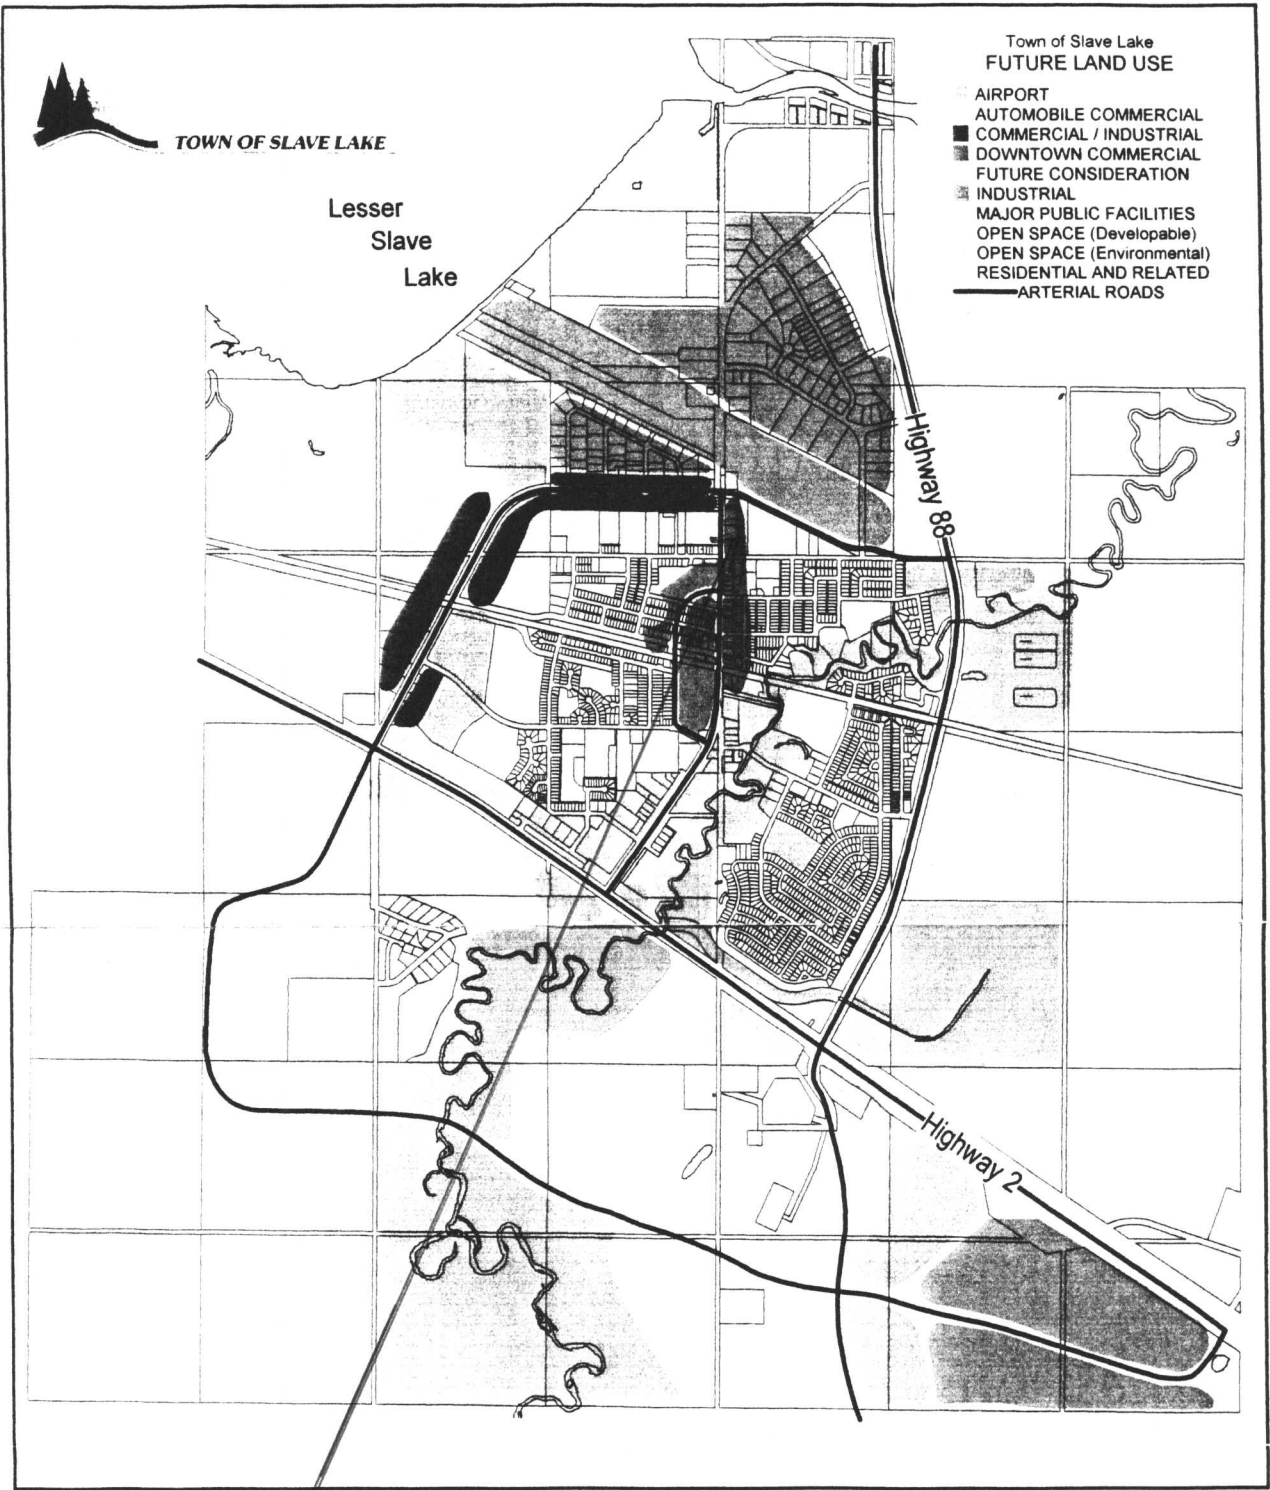 Town of Slave Lake
FUTURE LAND USE
AIRPORT
AUTOMOBILE COMMERCIAL
COMMERCIAL / INDUSTRIAL
DOWNTOWN COMMERCIAL
FUTURE CONSIDERATION
INDUSTRIAL
MAJOR PUBLIC FACILITIES
OPEN SPACE (Developable)
OPEN SPACE (Environmental)
RESIDENTIAL AND RELATED
ARTERIAL ROADS
TOWN OF SLAVE LAKE
Lesser
Slave
Lake
Highway 88
Highway 2